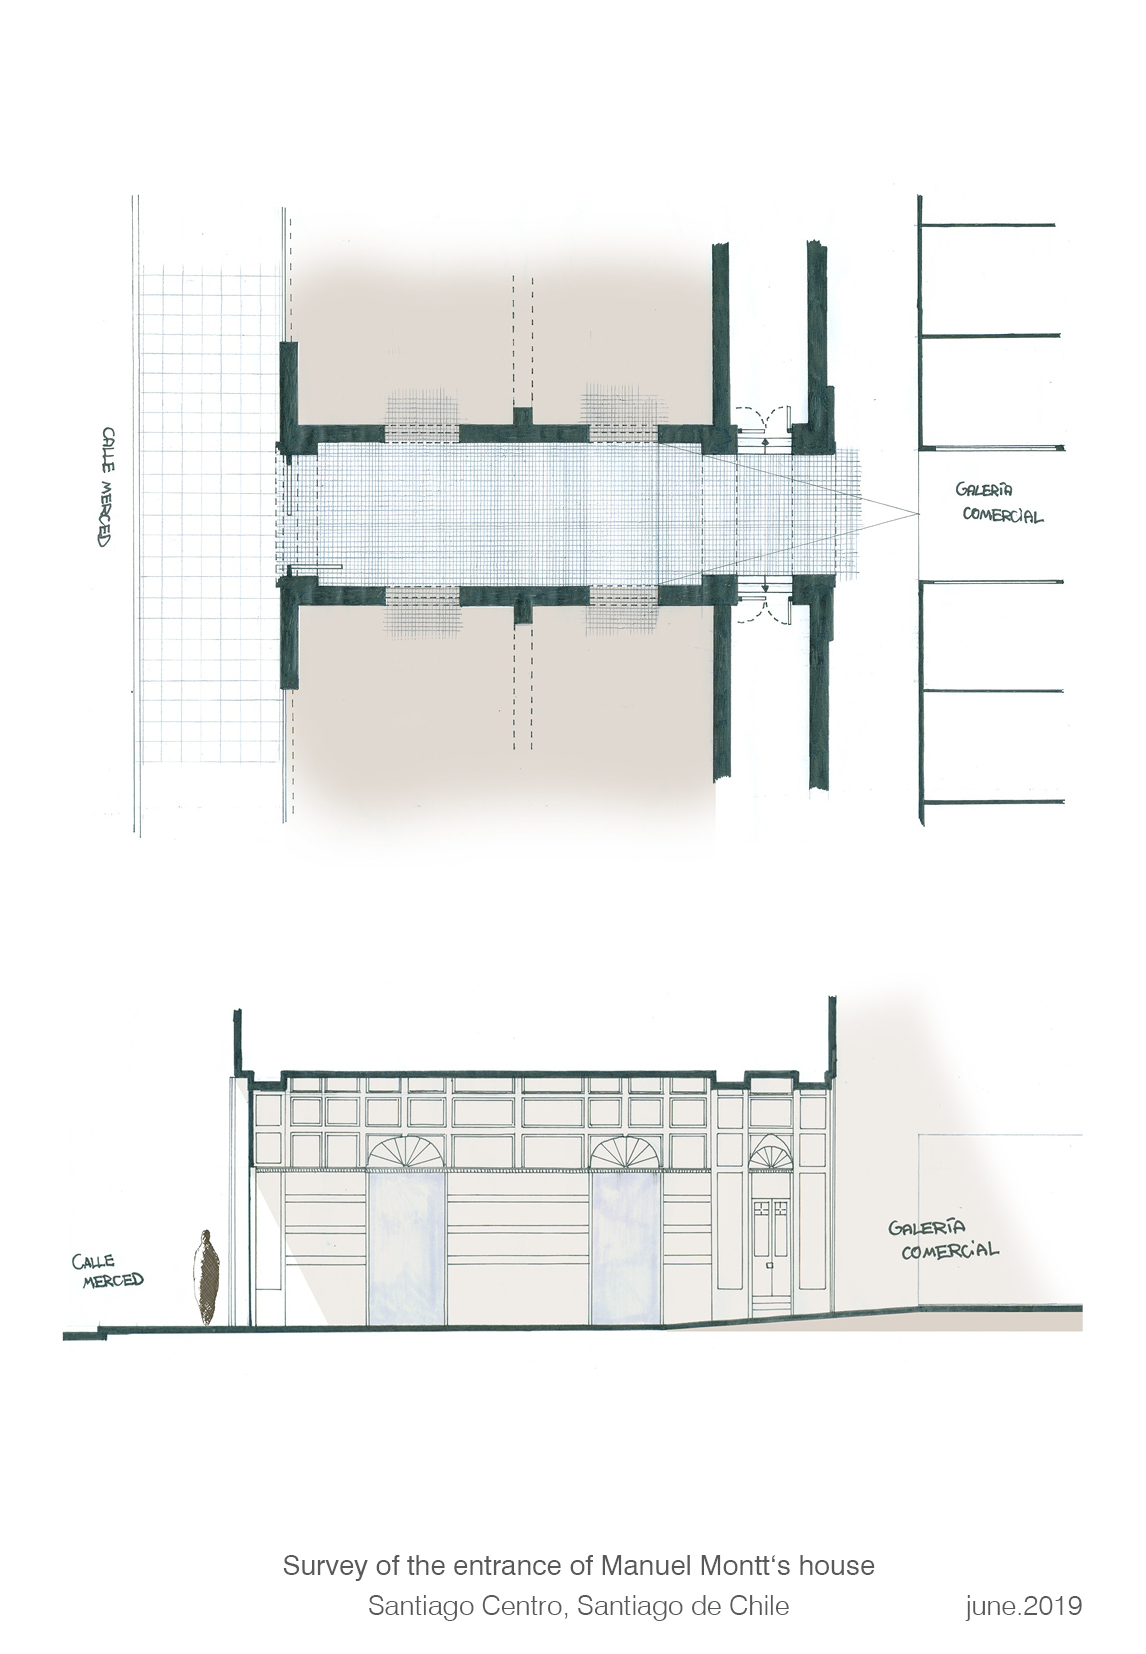 CALLE MERCED
GALERÍA
COMERCIAL
CALLE
MERCED
GALERÍA
COMERCIAL
Survey of the entrance of Manuel Montt‘s house
Santiago Centro, Santiago de Chile
june.2019